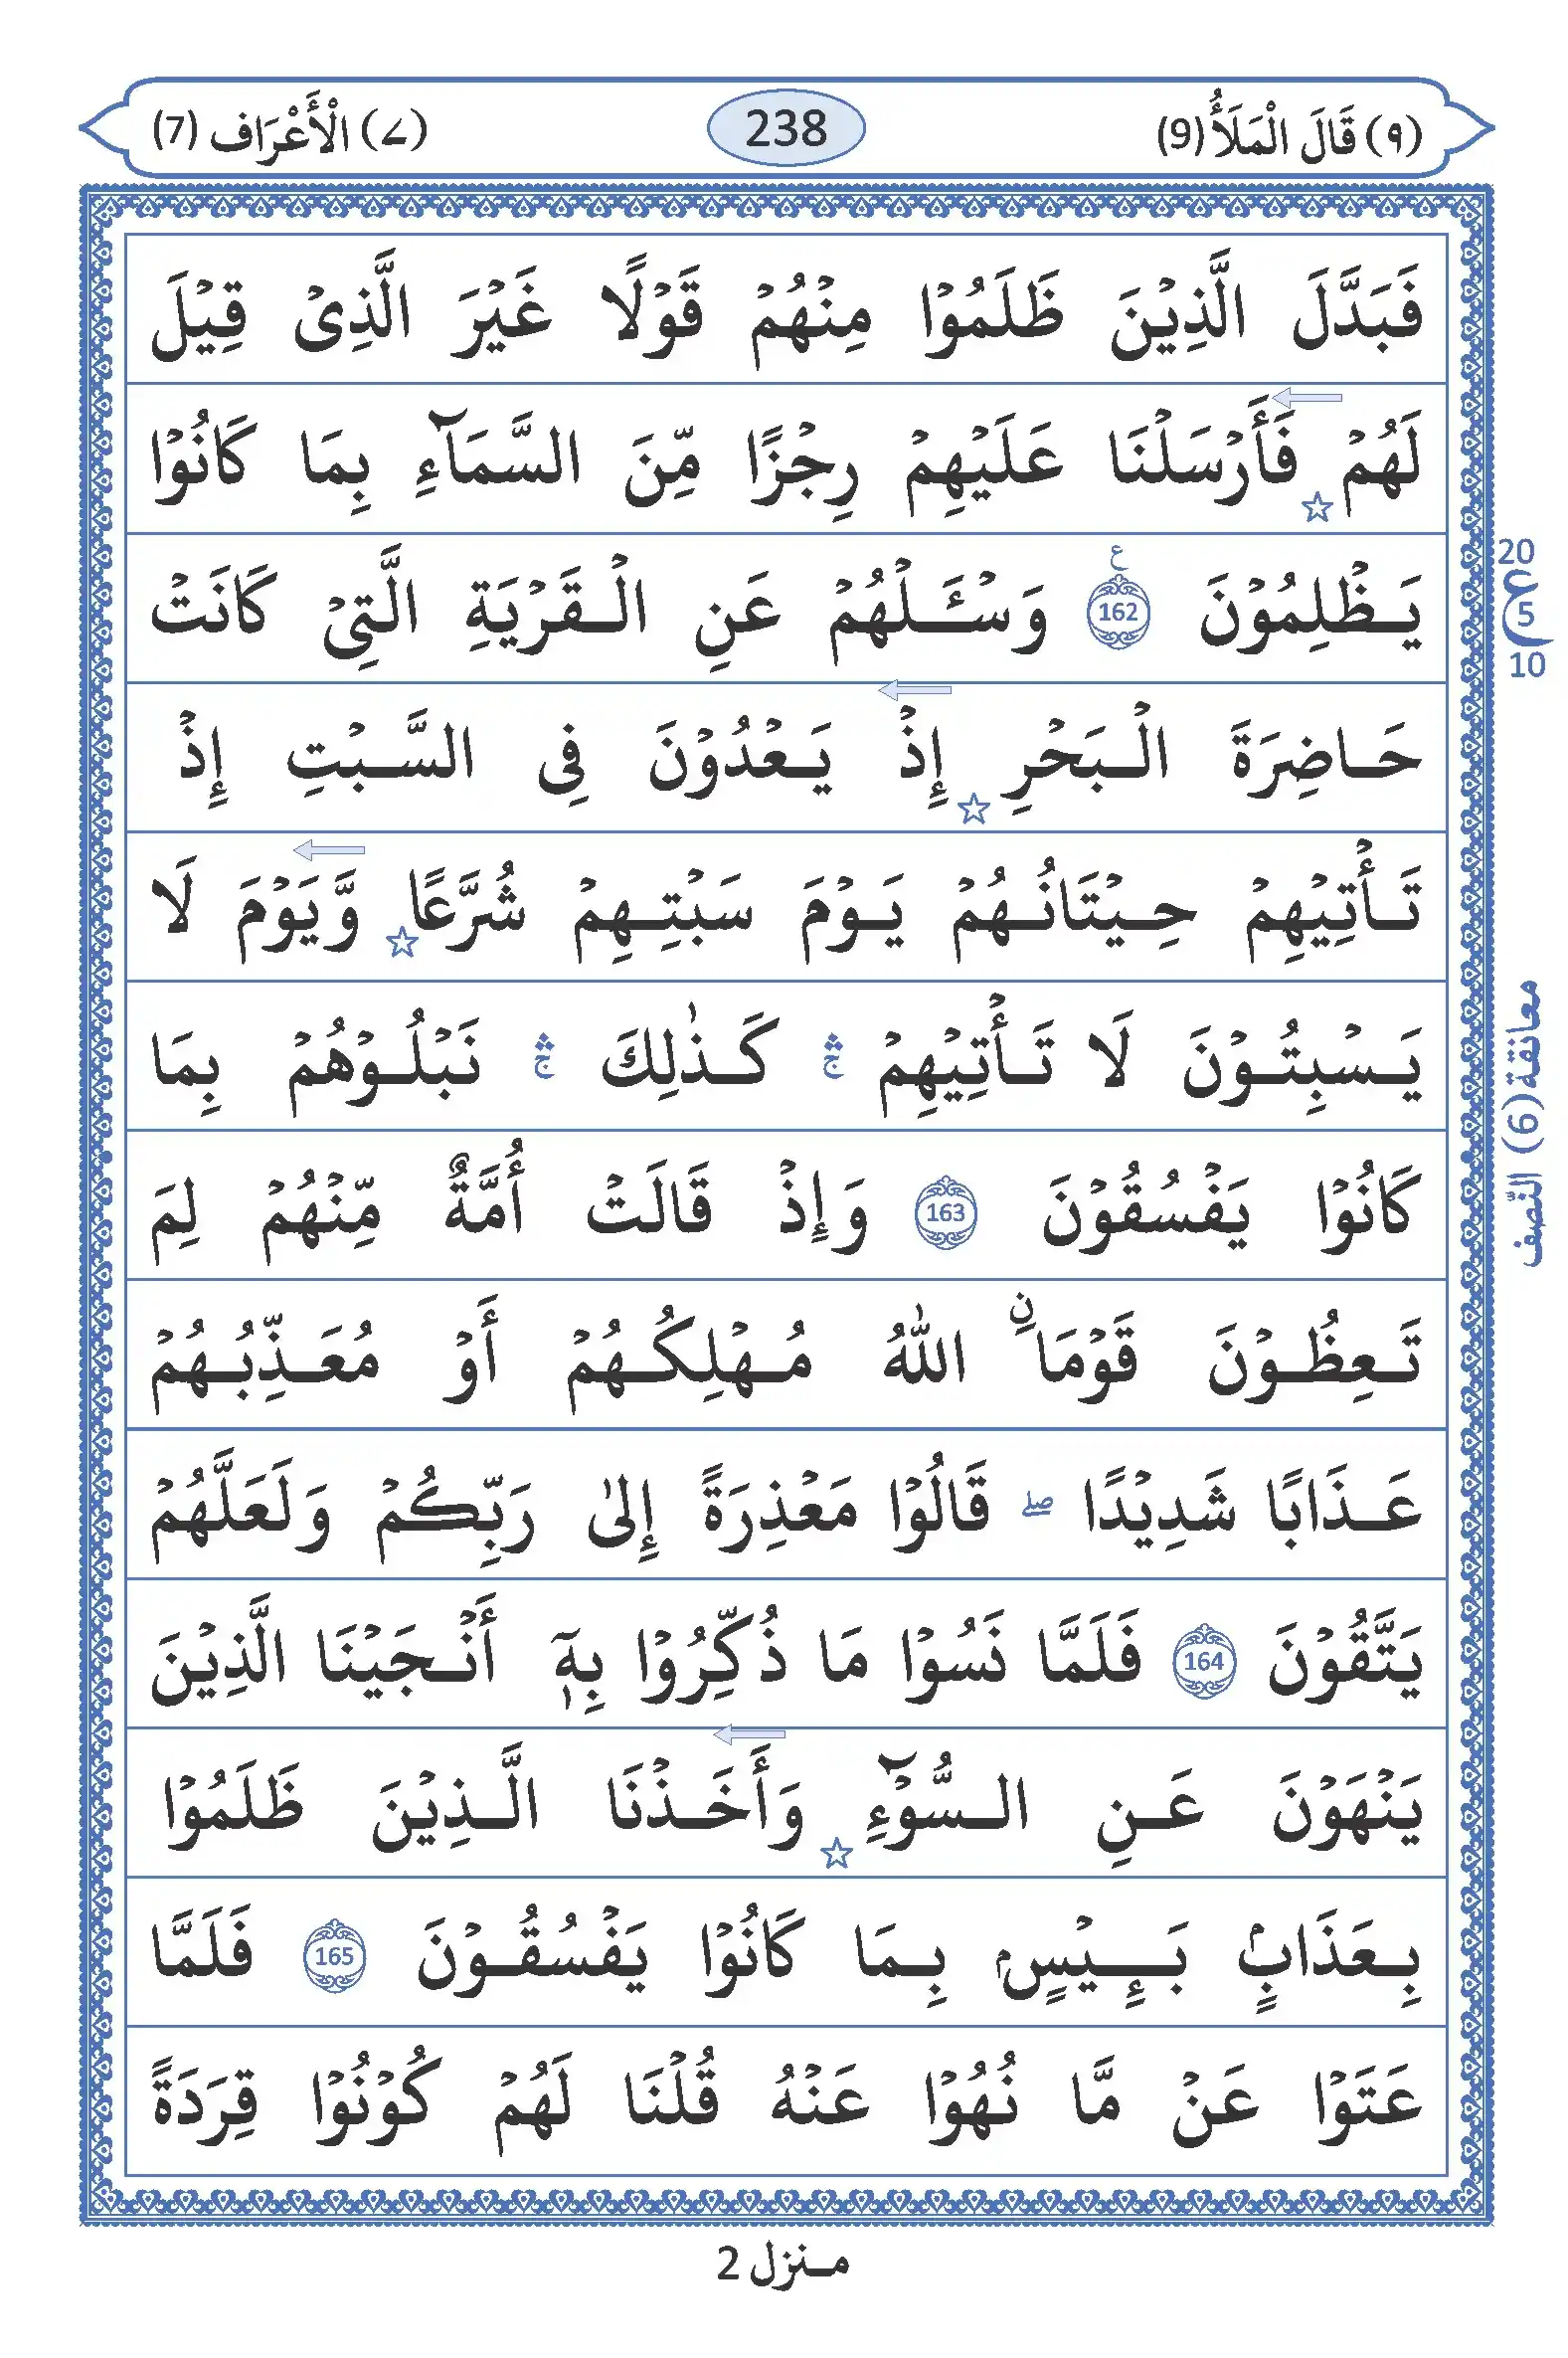 (٩) قَالَ الْمَلَأُ (9)
238
(٧) الْأَعْرَاف (7)
فَبَدَّلَ الَّذِيْنَ ظَلَمُوْا مِنْهُمْ قَوْلًا غَيْرَ الَّذِىْ قِيْلَ
لَهُمْ فَأَرْسَلْنَا عَلَيْهِمْ رِجْزًا مِّنَ السَّمَآءِ بِمَا كَانُوْا
يَظْلِمُوْنَ 162 ع وَسْـَٔـلْهُمْ عَنِ الْقَرْيَةِ الَّتِىْ كَانَتْ
20
ع 5
10
حَاضِرَةَ الْبَحْرِ إِذْ يَعْدُوْنَ فِى السَّبْتِ إِذْ
تَأْتِيْهِمْ حِيْتَانُهُمْ يَوْمَ سَبْتِهِمْ شُرَّعًا وَّيَوْمَ لَا
يَسْبِتُوْنَ لَا تَأْتِيْهِمْ ۛ ج كَذٰلِكَ ۛ ج نَبْلُوْهُمْ بِمَا
معانقة (6) النّصف
كَانُوْا يَفْسُقُوْنَ 163 وَإِذْ قَالَتْ أُمَّةٌ مِّنْهُمْ لِمَ
تَعِظُوْنَ قَوْمَا ۙنِ اللّٰهُ مُهْلِكُهُمْ أَوْ مُعَذِّبُهُمْ
عَذَابًا شَدِيْدًا ۖ قَالُوْا مَعْذِرَةً إِلىٰ رَبِّكُمْ وَلَعَلَّهُمْ
يَتَّقُوْنَ 164 فَلَمَّا نَسُوْا مَا ذُكِّرُوْا بِهٖٓ أَنْجَيْنَا الَّذِيْنَ
يَنْهَوْنَ عَنِ السُّوْٓءِ وَأَخَذْنَا الَّذِيْنَ ظَلَمُوْا
بِعَذَابٍۭ بَـِٕيْسٍۭ بِمَا كَانُوْا يَفْسُقُوْنَ 165 فَلَمَّا
عَتَوْا عَنْ مَّا نُهُوْا عَنْهُ قُلْنَا لَهُمْ كُوْنُوْا قِرَدَةً
منزل 2